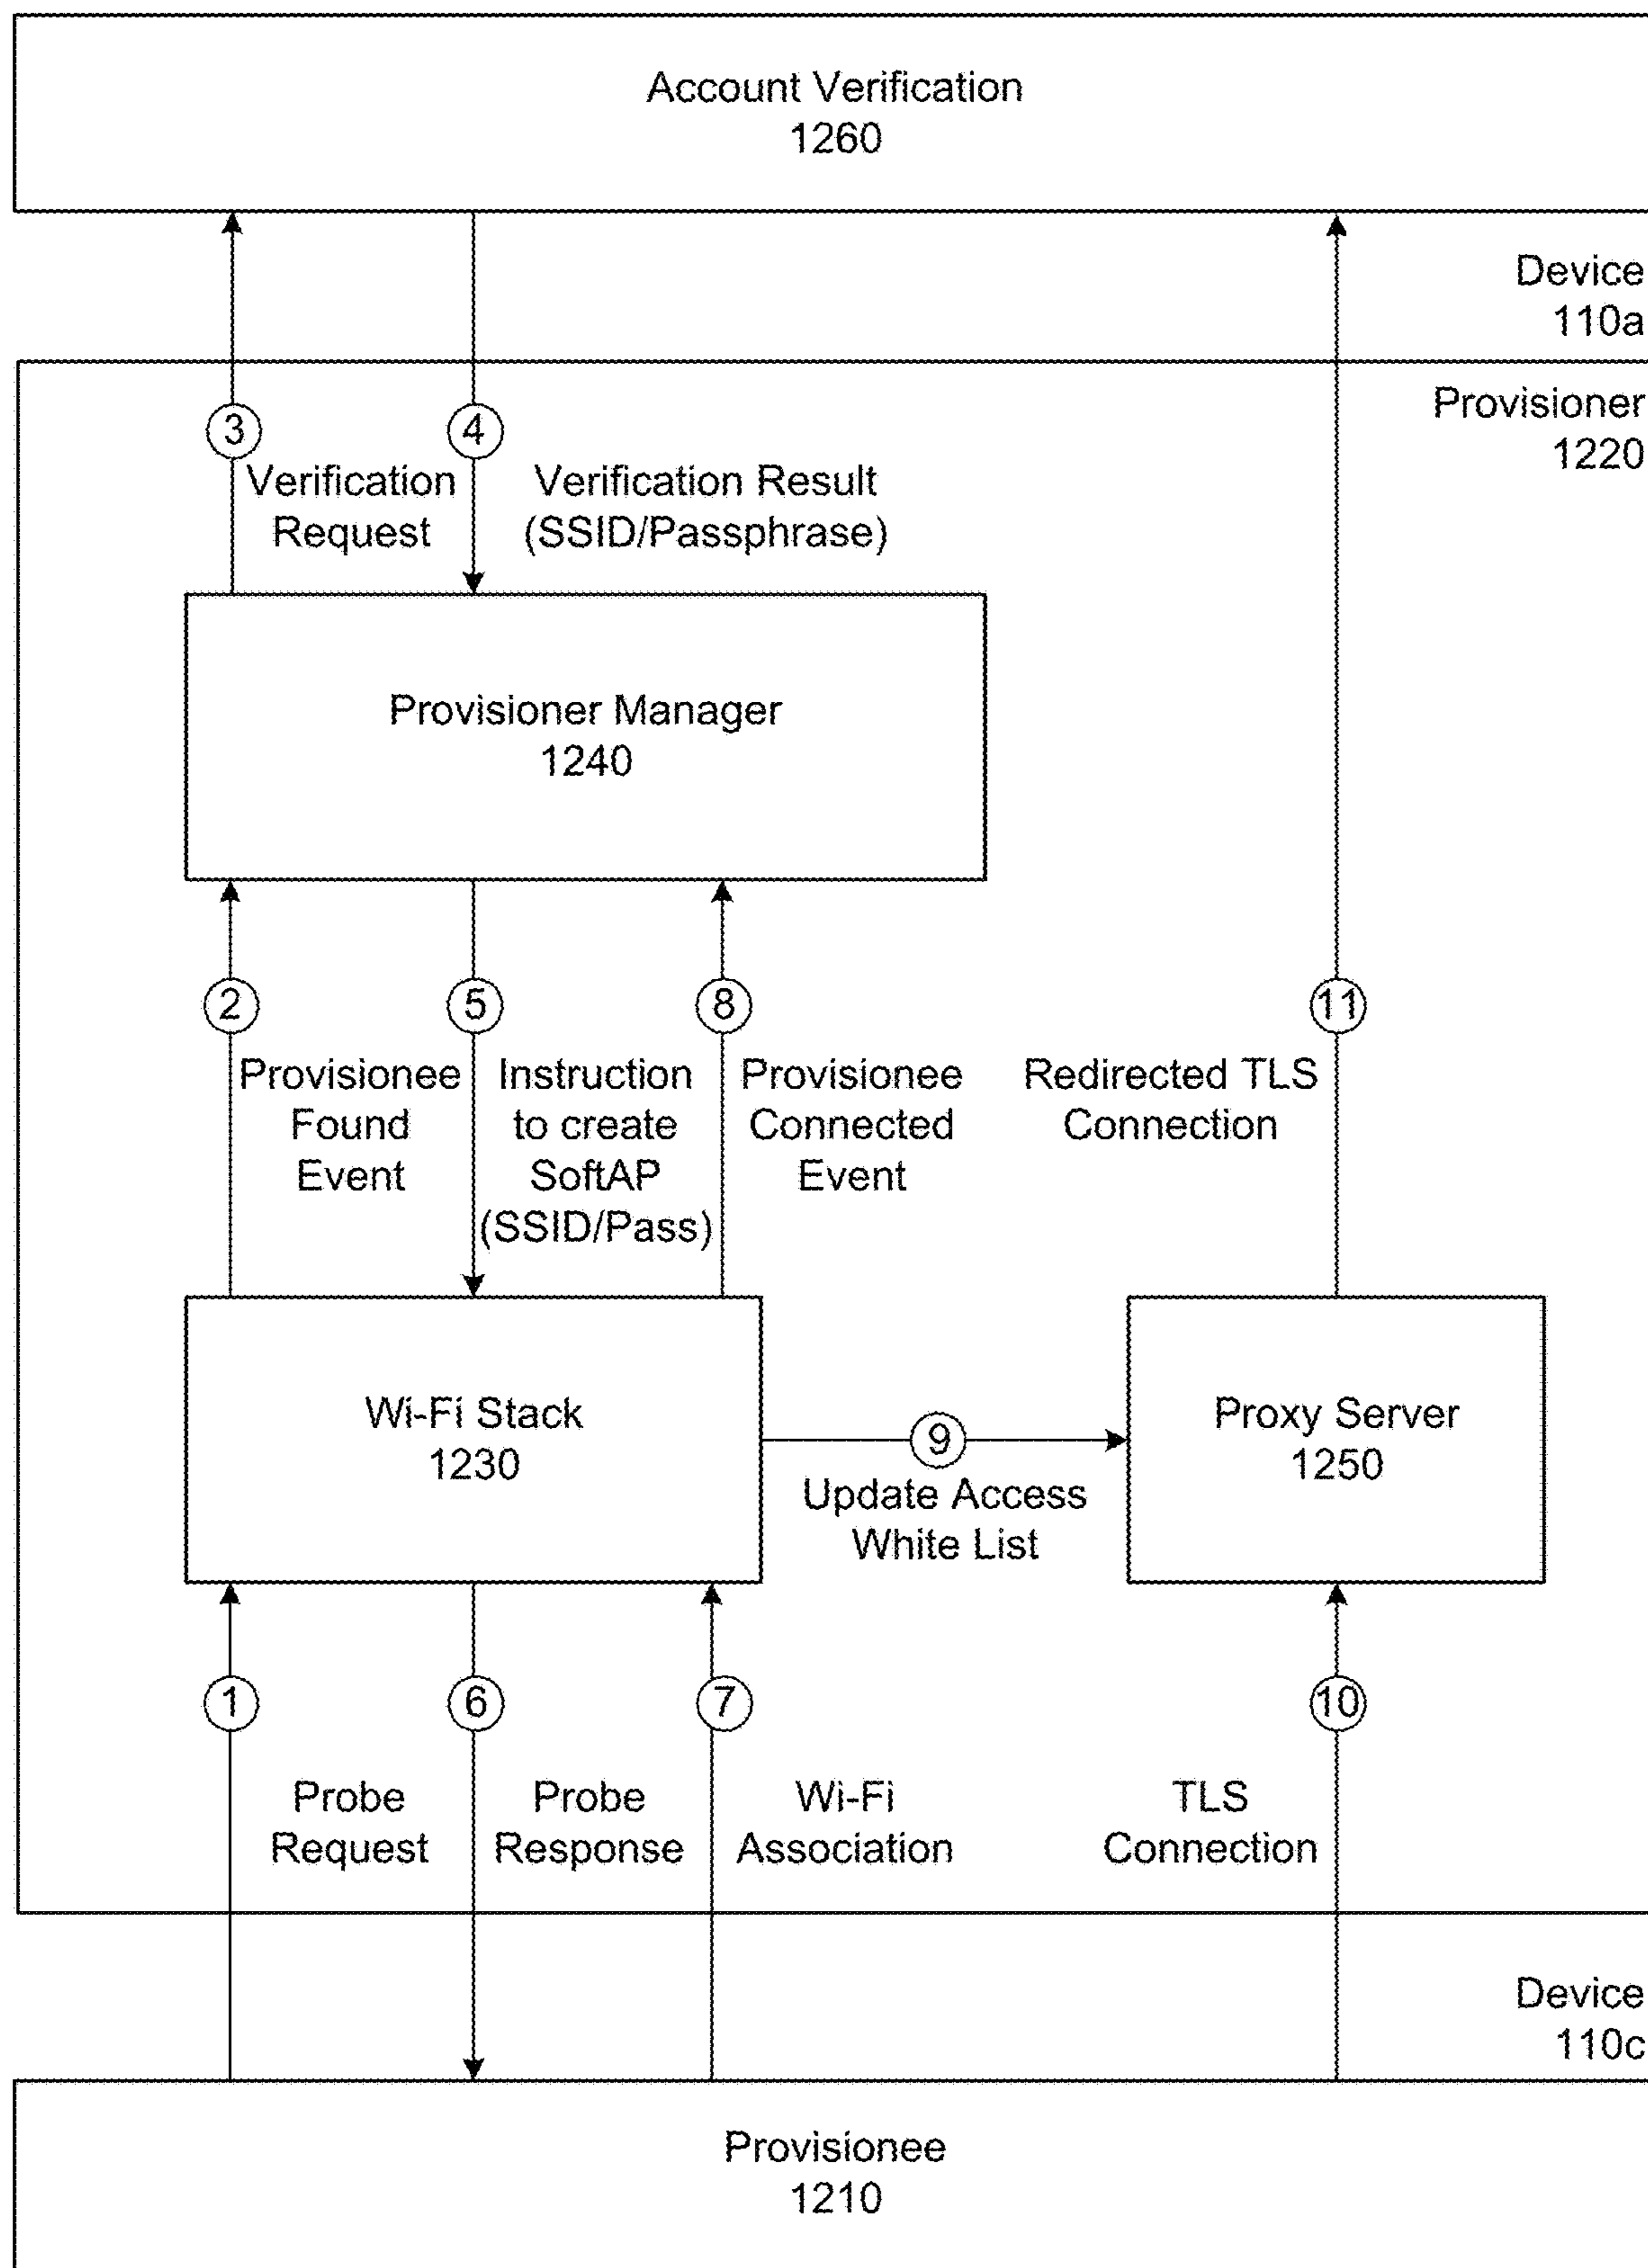 Account Verification
1260
Device
110a
Provisioner
1220
3
4
Verification
Request
Verification Result
(SSID/Passphrase)
Provisioner Manager
1240
2
5
8
11
Provisionee
Found
Event
Instruction
to create
SoftAP
(SSID/Pass)
Provisionee
Connected
Event
Redirected TLS
Connection
Wi-Fi Stack
1230
9
Update Access
White List
Proxy Server
1250
1
6
7
10
Probe
Request
Probe
Response
Wi-Fi
Association
TLS
Connection
Device
110c
Provisionee
1210